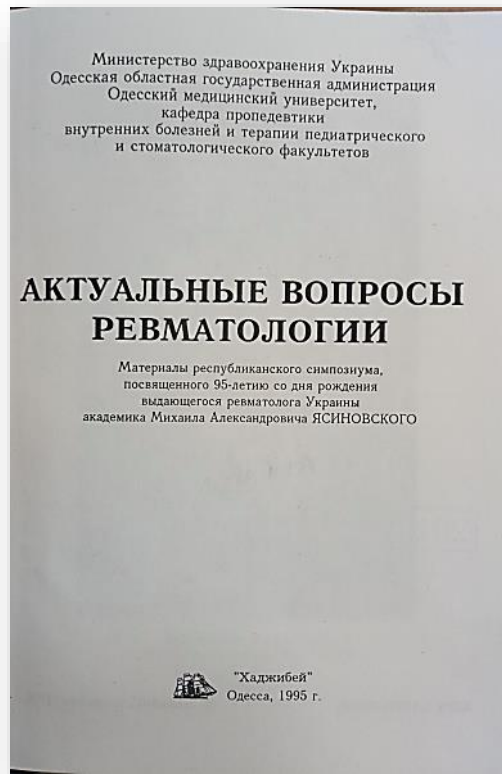 Министерство здравоохранения Украины
Одесская областная государственная администрация
Одесский медицинский университет,
кафедра пропедевтики
внутренних болезней и терапии педиатрического
и стоматологического факультетов
АКТУАЛЬНЫЕ ВОПРОСЫ
РЕВМАТОЛОГИИ
Материалы республиканского симпозиума,
посвященного 95-летию со дня рождения
выдающегося ревматолога Украины
академика Михаила Александровича ЯСИНОВСКОГО
"Хаджибей"
Одесса, 1995 г.